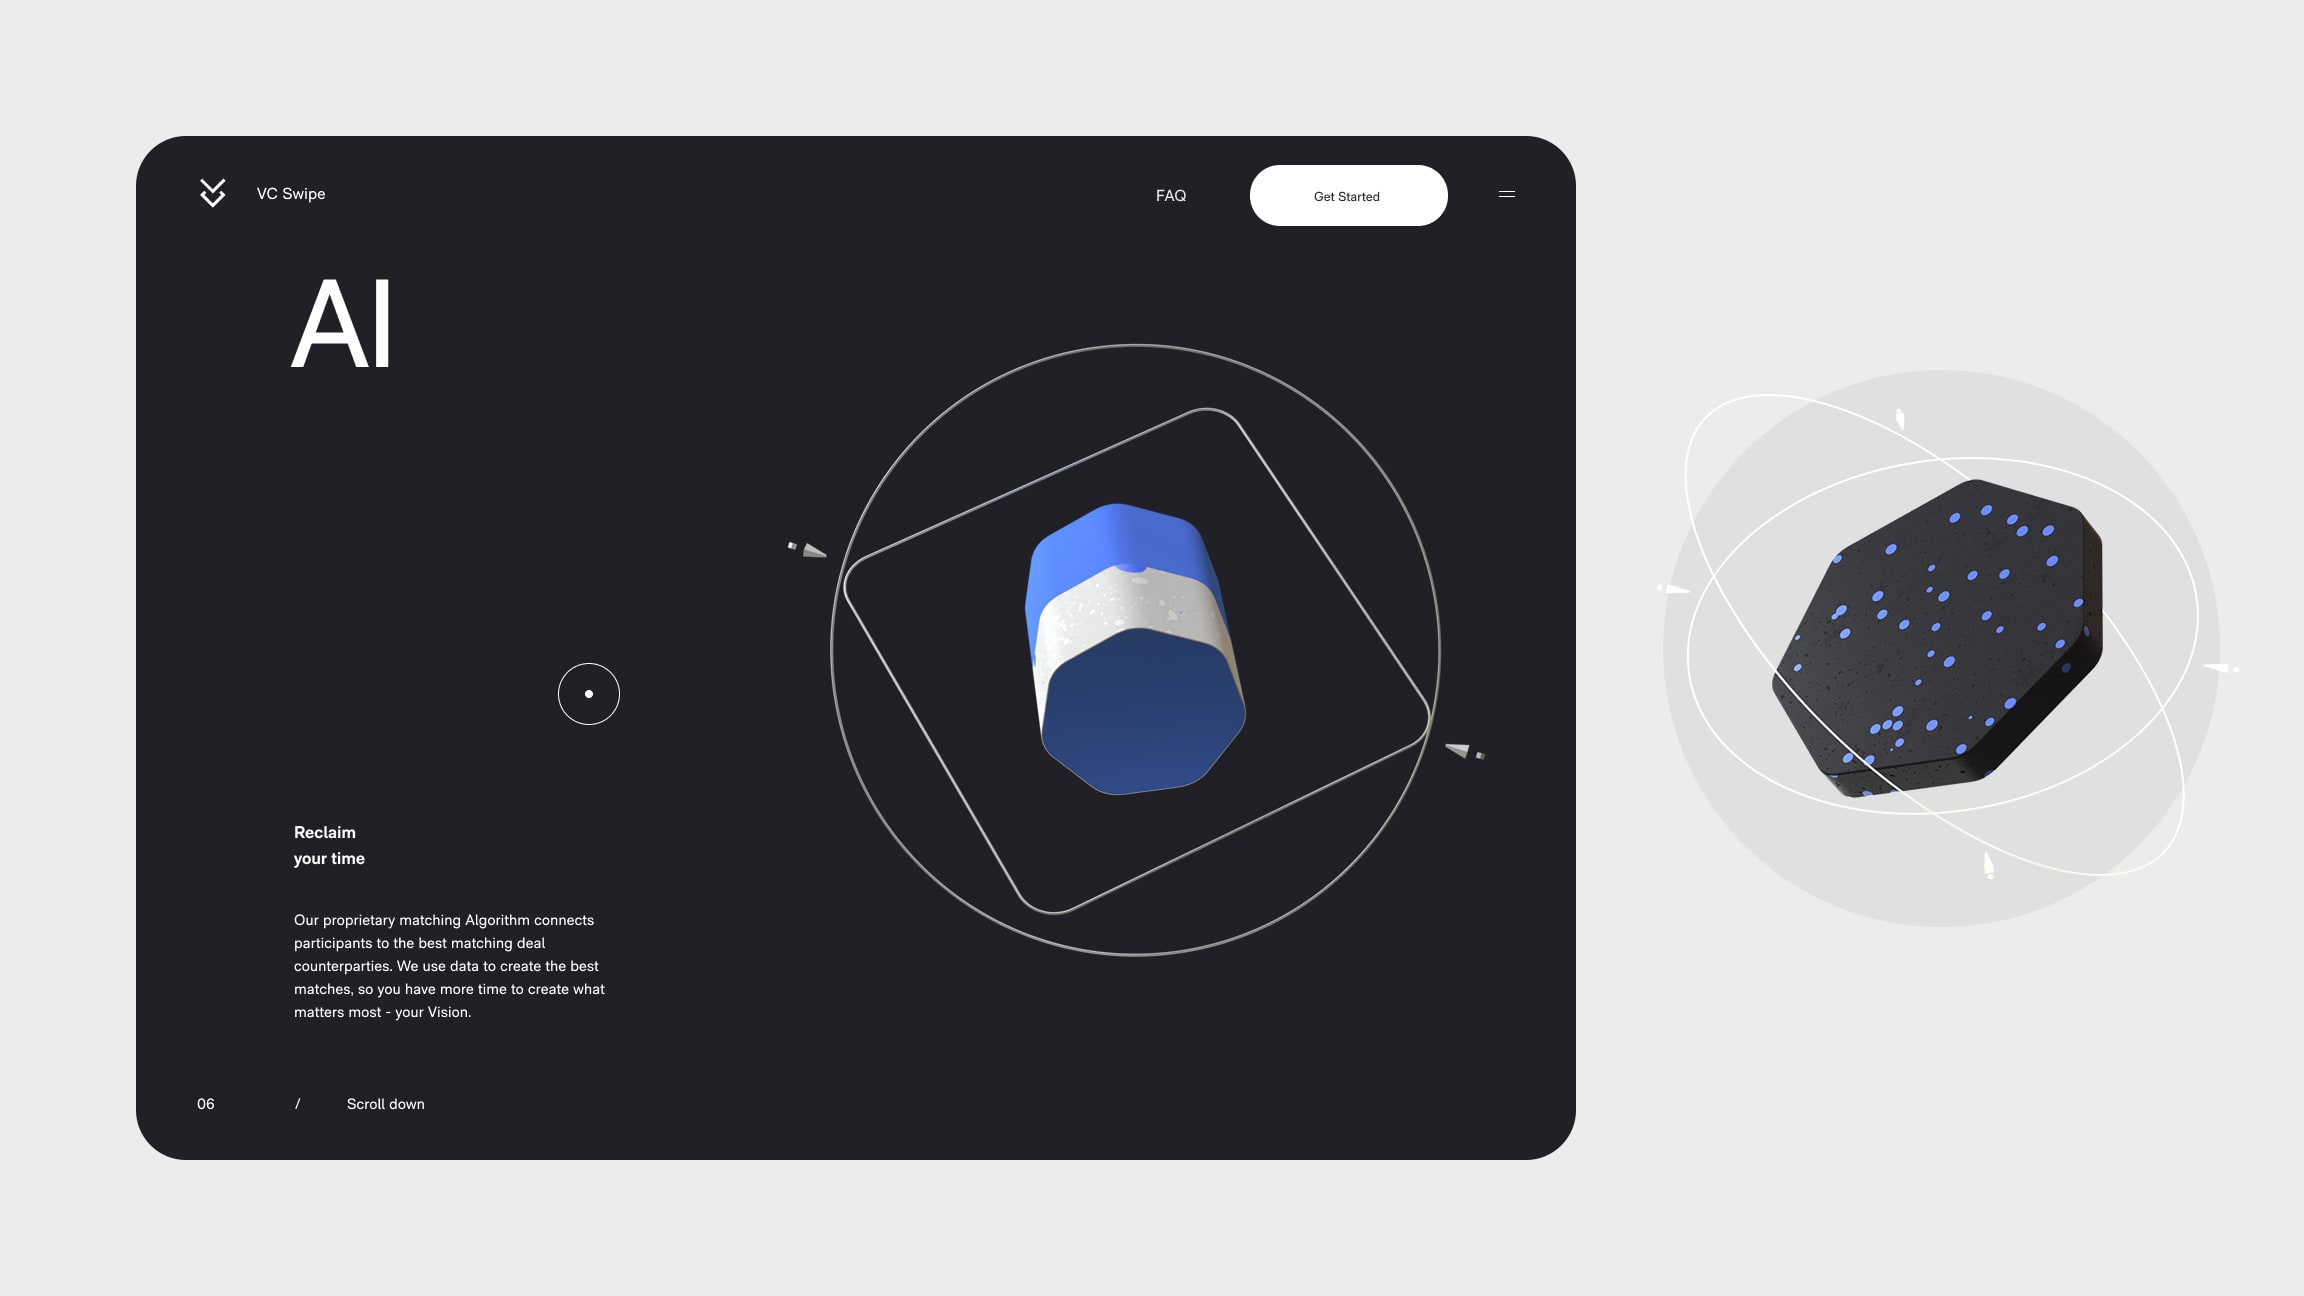 VC Swipe
FAQ
Get Started
AI
Reclaim
your time
Our proprietary matching Algorithm connects
participants to the best matching deal
counterparties. We use data to create the best
matches, so you have more time to create what
matters most - your Vision.
06 / Scroll down